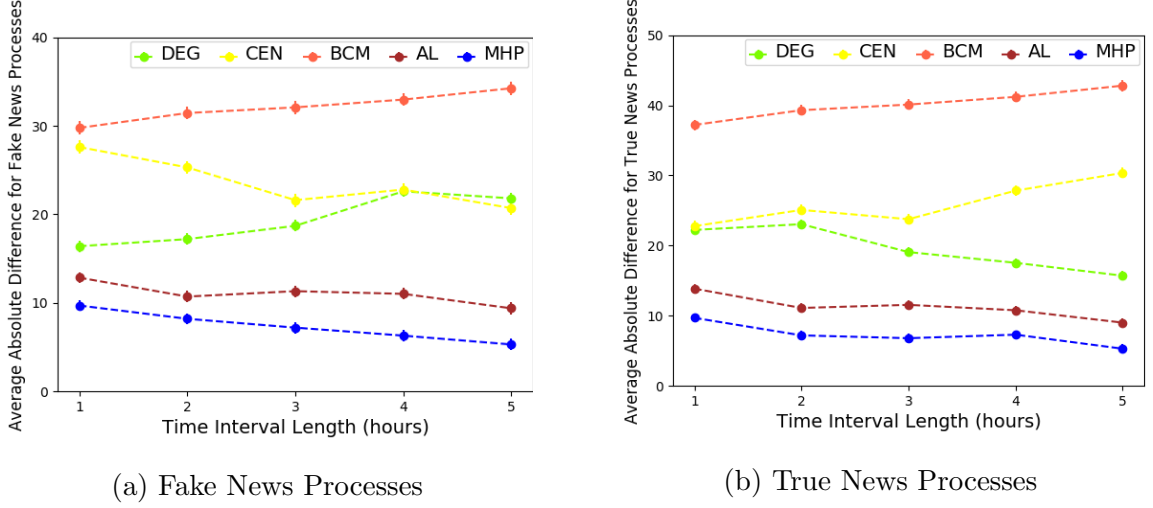 Average Absolute Difference for Fake News Processes
40
30
20
10
0
DEG CEN BCM AL MHP
1 2 3 4 5
Time Interval Length (hours)
(a) Fake News Processes
Average Absolute Difference for True News Processes
50
40
30
20
10
0
DEG CEN BCM AL MHP
1 2 3 4 5
Time Interval Length (hours)
(b) True News Processes